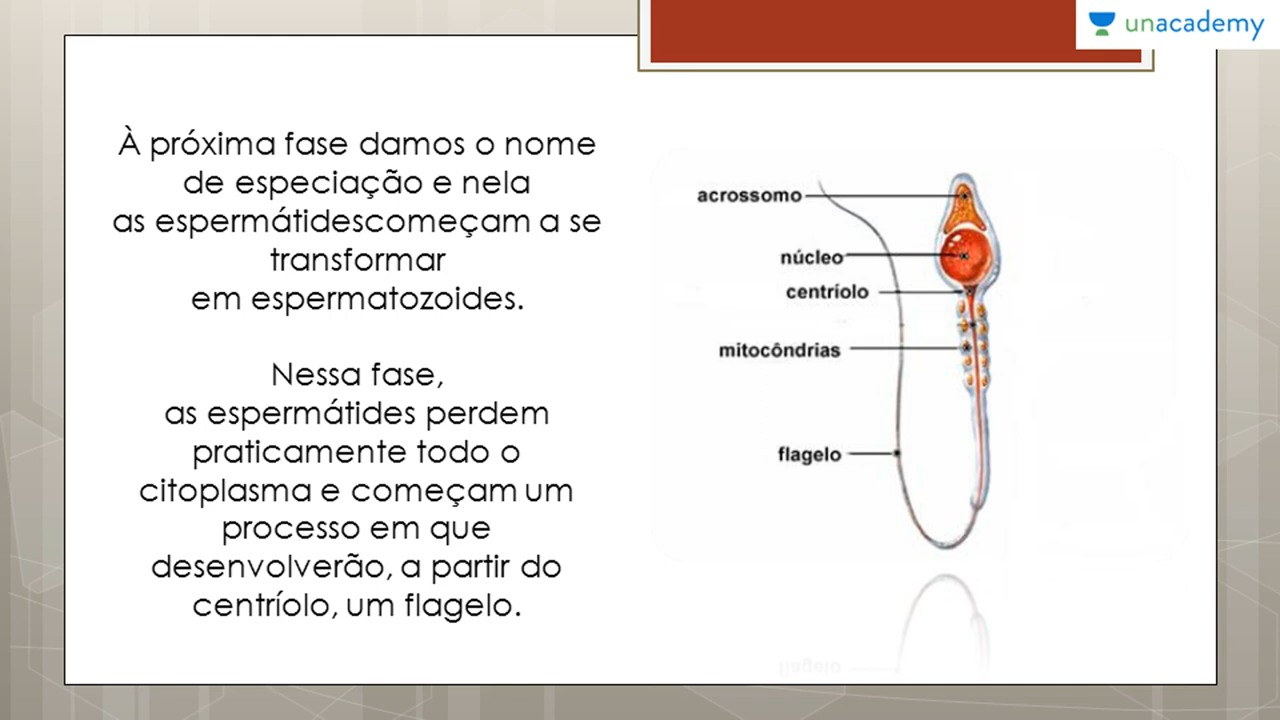 unacademy
À próxima fase damos o nome
de especiação e nela
as espermátidescomeçam a se
transformar
em espermatozoides.
Nessa fase,
as espermátides perdem
praticamente todo o
citoplasma e começam um
processo em que
desenvolverão, a partir do
centríolo, um flagelo.
acrossomo
núcleo
centríolo
mitocôndrias
flagelo